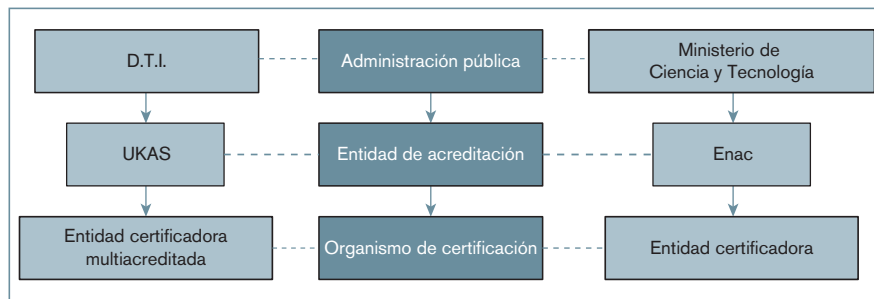 D.T.I.
Administración pública
Ministerio de
Ciencia y Tecnología
UKAS
Entidad de acreditación
Enac
Entidad certificadora
multiacreditada
Organismo de certificación
Entidad certificadora